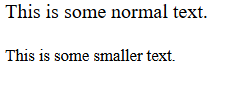 This is some normal text.
This is some smaller text.